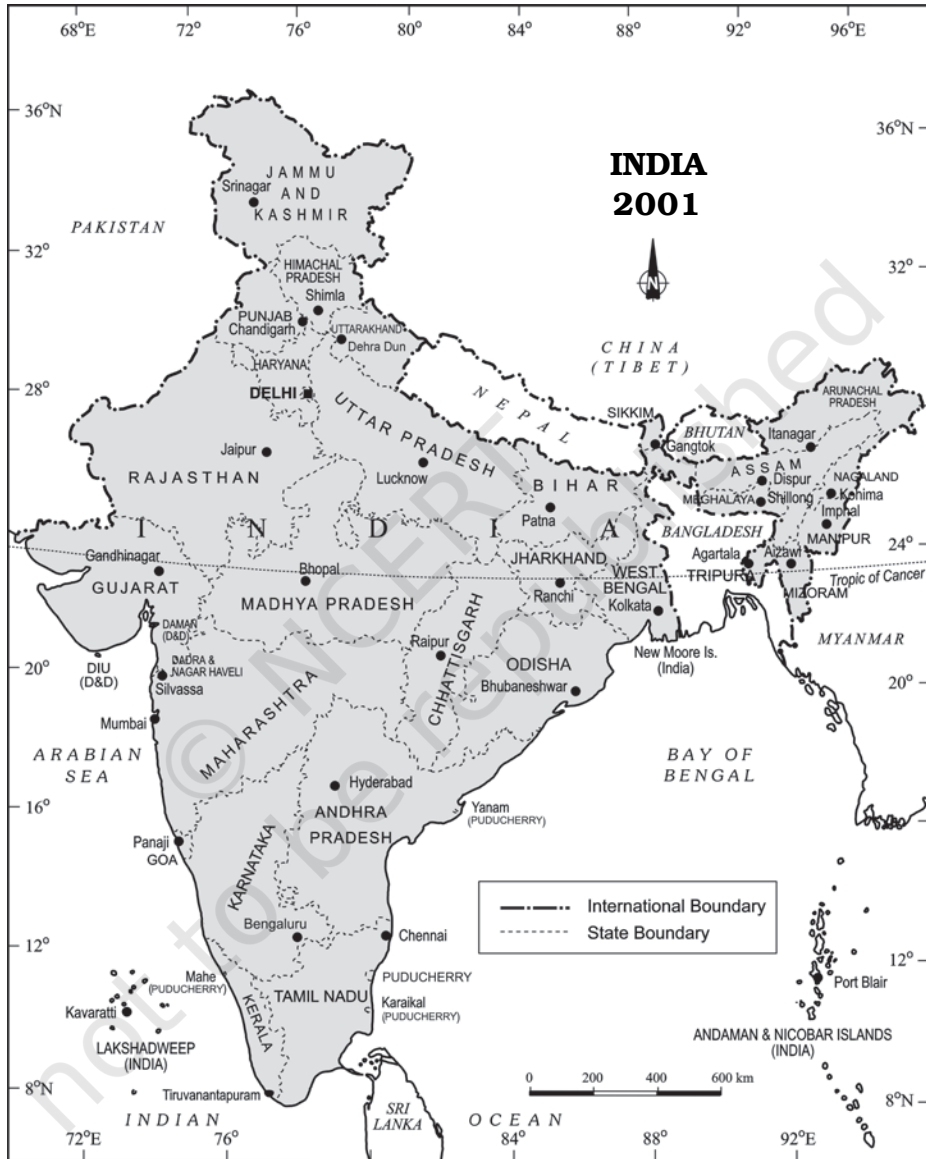 68°E 72° 76° 80° 84° 88° 92° 96°E
36°N
36°N
INDIA
2001
JAMMU
AND
KASHMIR
Srinagar
PAKISTAN
32°
32°
N
HIMACHAL
PRADESH
Shimla
PUNJAB
Chandigarh
UTTARAKHAND
Dehra Dun
CHINA
(TIBET)
HARYANA
DELHI
28°
28°
NEPAL
UTTAR PRADESH
ARUNACHAL
PRADESH
SIKKIM
Gangtok
BHUTAN
Itanagar
Jaipur
RAJASTHAN
Lucknow
BIHAR
Patna
ASSAM
Dispur
NAGALAND
MEGHALAYA
Shillong
Kohima
Imphal
MANIPUR
INDIA
BANGLADESH
24°
Gandhinagar
GUJARAT
Bhopal
MADHYA PRADESH
JHARKHAND
Ranchi
WEST
BENGAL
Kolkata
Agartala
TRIPURA
Aizawl
MIZORAM
Tropic of Cancer
DAMAN
(D&D)
DIU
(D&D)
DADRA &
NAGAR HAVELI
Silvassa
Raipur
CHHATTISGARH
ODISHA
Bhubaneshwar
New Moore Is.
(India)
MYANMAR
20°
20°
Mumbai
MAHARASHTRA
ARABIAN
SEA
BAY OF
BENGAL
Hyderabad
16°
ANDHRA
PRADESH
Yanam
(PUDUCHERRY)
Panaji
GOA
KARNATAKA
International Boundary
State Boundary
Bengaluru
Chennai
12°
12°
Mahe
(PUDUCHERRY)
PUDUCHERRY
TAMIL NADU
Karaikal
(PUDUCHERRY)
KERALA
Kavaratti
LAKSHADWEEP
(INDIA)
Port Blair
ANDAMAN & NICOBAR ISLANDS
(INDIA)
8°N
Tiruvanantapuram
0 200 400 600 km
8°N
INDIAN OCEAN
SRI
LANKA
72°E 76° 84° 88° 92°E
© NCERT
not to be republished